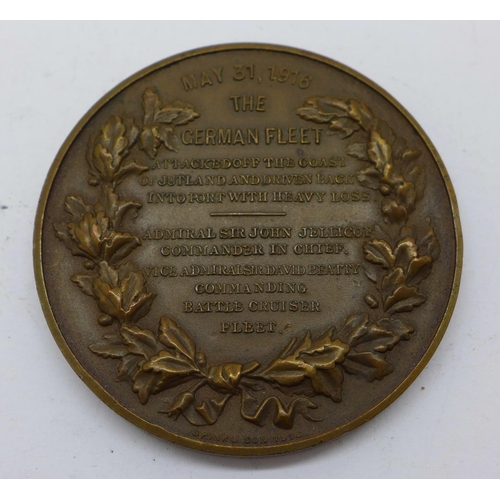 MAY 31, 1916
THE
GERMAN FLEET
ATTACKED OFF THE COAST
OF JUTLAND AND DRIVEN BACK
INTO PORT WITH HEAVY LOSS
ADMIRAL SIR JOHN JELLICOE
COMMANDER IN CHIEF.
VICE ADMIRAL SIR DAVID BEATTY
COMMANDING
BATTLE CRUISER
FLEET.